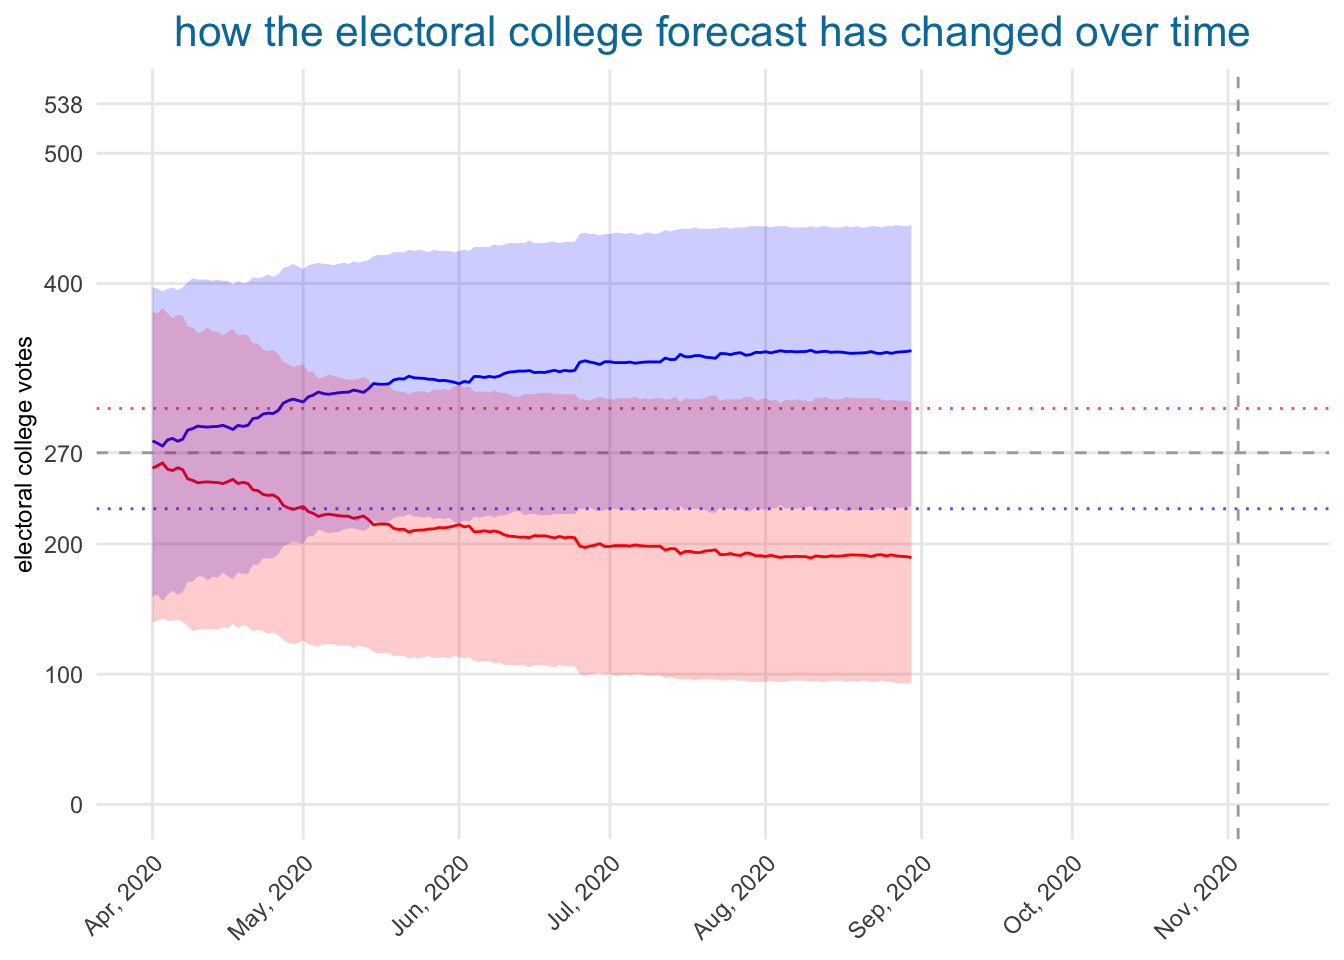 how the electoral college forecast has changed over time
electoral college votes
538
500
400
270
200
100
0
Apr, 2020
May, 2020
Jun, 2020
Jul, 2020
Aug, 2020
Sep, 2020
Oct, 2020
Nov, 2020